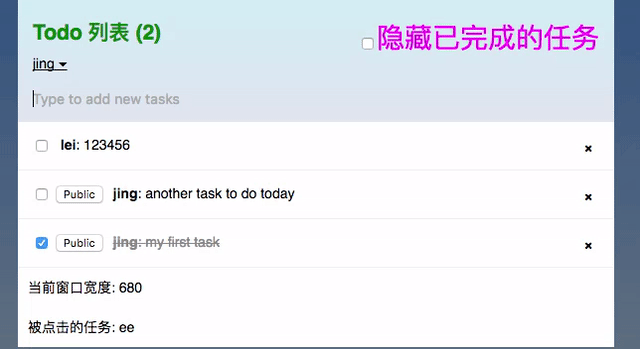 Todo 列表 (2)
隐藏已完成的任务
jing
Type to add new tasks
lei: 123456 ×
Public jing: another task to do today ×
Public jing: my first task ×
当前窗口宽度: 680
被点击的任务: ee